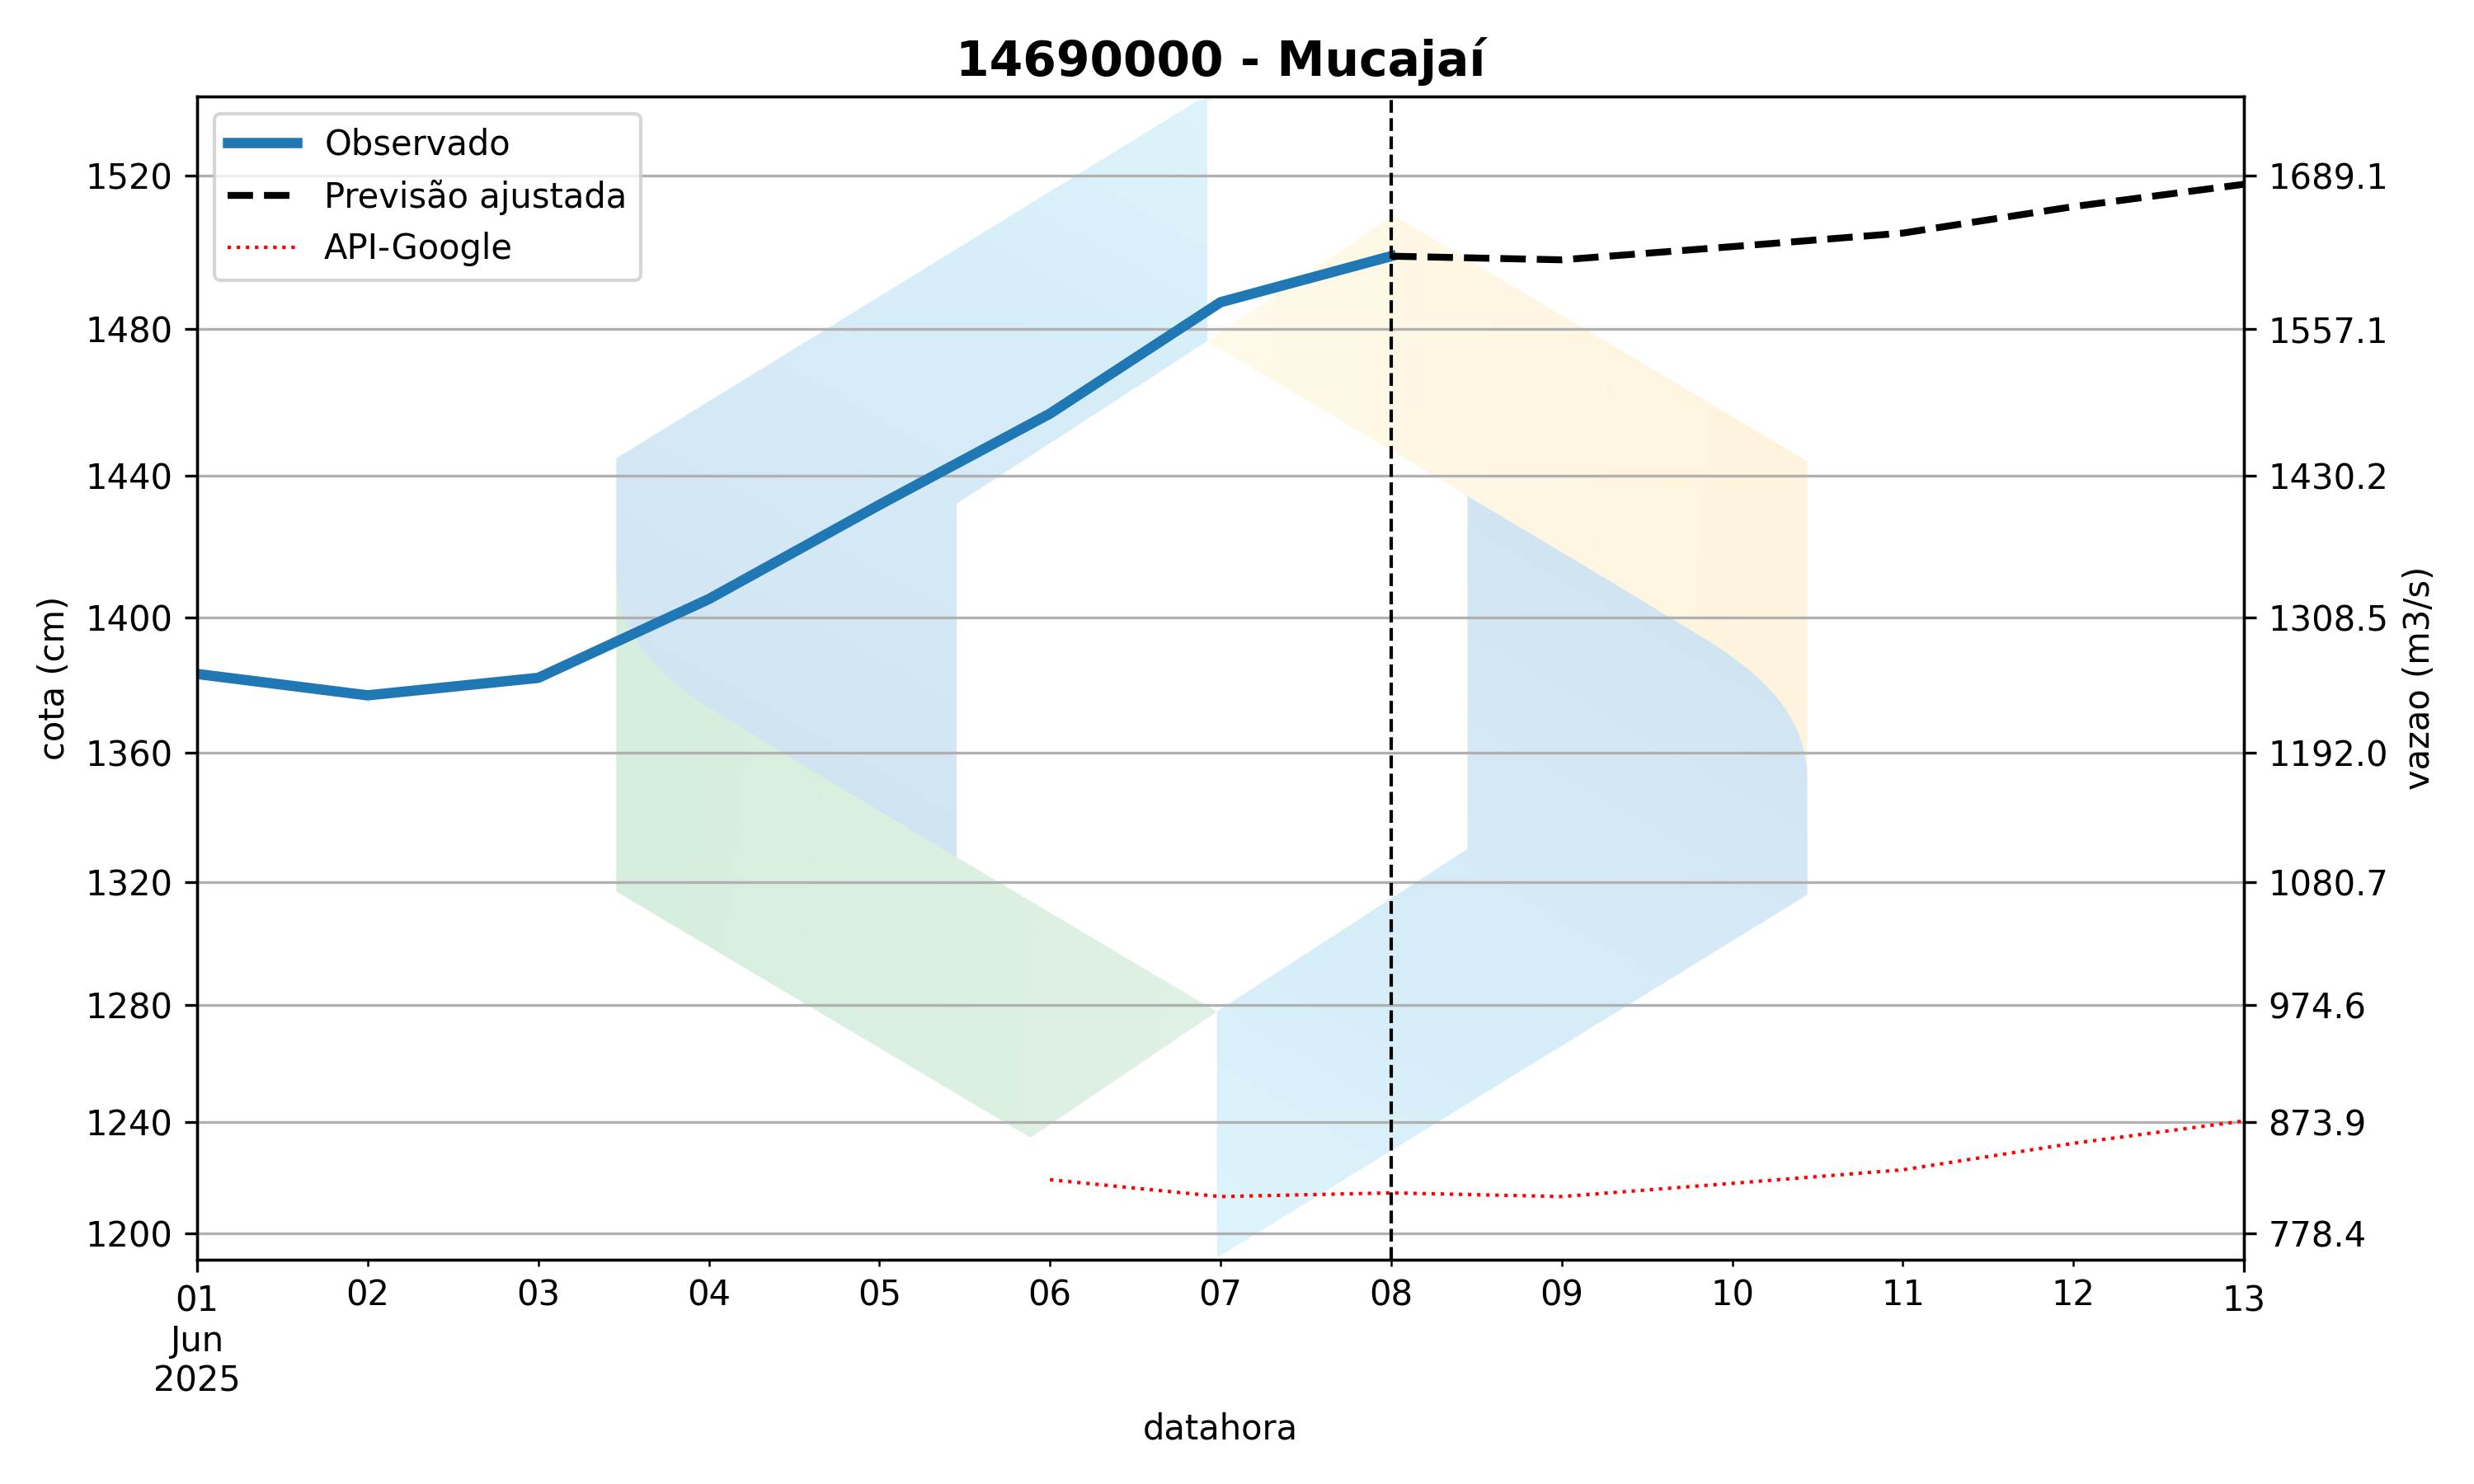 14690000 - Mucajaí
Observado
Previsão ajustada
API-Google
1520
1480
1440
1400
1360
1320
1280
1240
1200
cota (cm)
1689.1
1557.1
1430.2
1308.5
1192.0
1080.7
974.6
873.9
778.4
vazao (m3/s)
01 02 03 04 05 06 07 08 09 10 11 12 13
Jun
2025
datahora